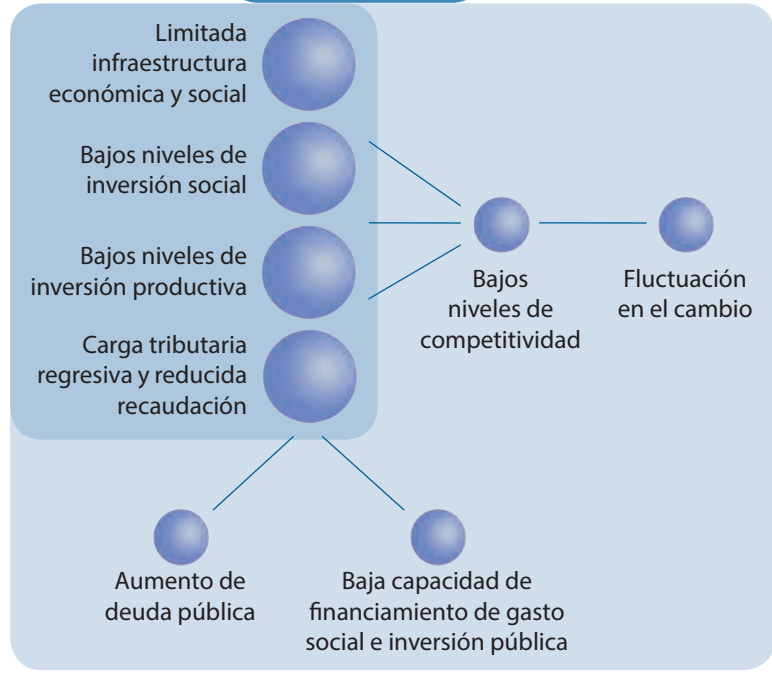 Limitada
infraestructura
económica y social
Bajos niveles de
inversión social
Bajos niveles de
inversión productiva
Carga tributaria
regresiva y reducida
recaudación
Bajos
niveles de
competitividad
Fluctuación
en el cambio
Aumento de
deuda pública
Baja capacidad de
financiamiento de gasto
social e inversión pública